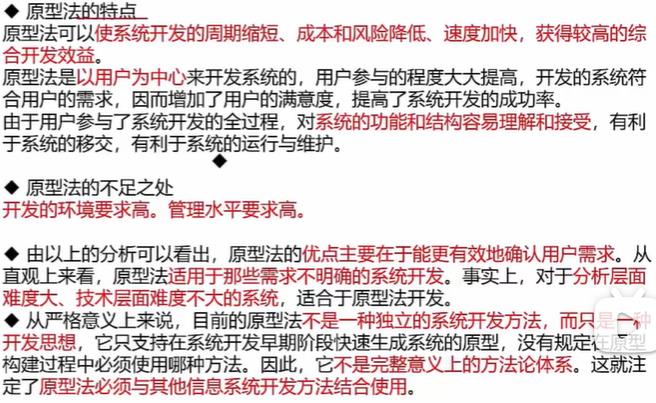 ◆ 原型法的特点
原型法可以使系统开发的周期缩短、成本和风险降低、速度加快，获得较高的综
合开发效益。
原型法是以用户为中心来开发系统的，用户参与的程度大大提高，开发的系统符
合用户的需求，因而增加了用户的满意度，提高了系统开发的成功率。
由于用户参与了系统开发的全过程，对系统的功能和结构容易理解和接受，有利
于系统的移交，有利于系统的运行与维护。
◆
◆ 原型法的不足之处
开发的环境要求高。管理水平要求高。
◆ 由以上的分析可以看出，原型法的优点主要在于能更有效地确认用户需求。从
直观上来看，原型法适用于那些需求不明确的系统开发。事实上，对于分析层面
难度大、技术层面难度不大的系统，适合于原型法开发。
◆ 从严格意义上来说，目前的原型法不是一种独立的系统开发方法，而只是一种
开发思想，它只支持在系统开发早期阶段快速生成系统的原型，没有规定在原型
构建过程中必须使用哪种方法。因此，它不是完整意义上的方法论体系。这就注
定了原型法必须与其他信息系统开发方法结合使用。